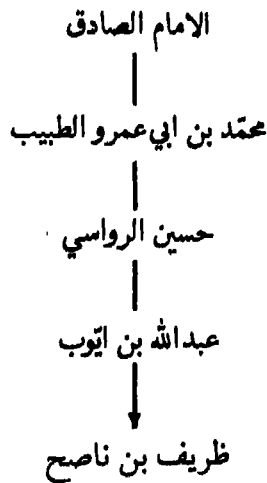 الامام الصادق
محمّد بن ابي عمرو الطبيب
حسين الرواسي
عبدالله بن ايّوب
ظريف بن ناصح